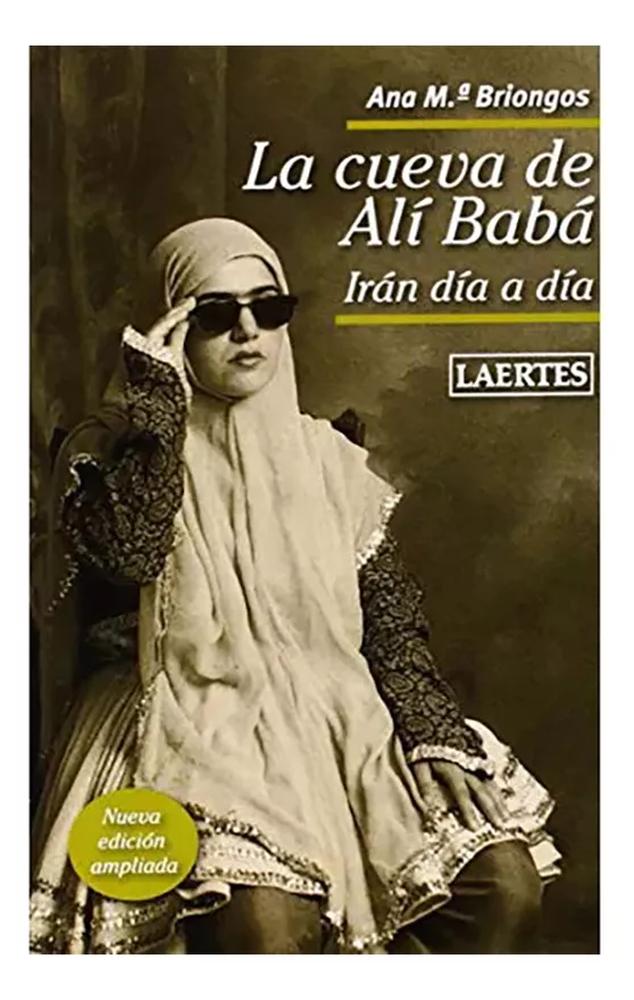 Ana M.ª Briongos
La cueva de
Alí Babá
Irán día a día
LAERTES
Nueva
edición
ampliada